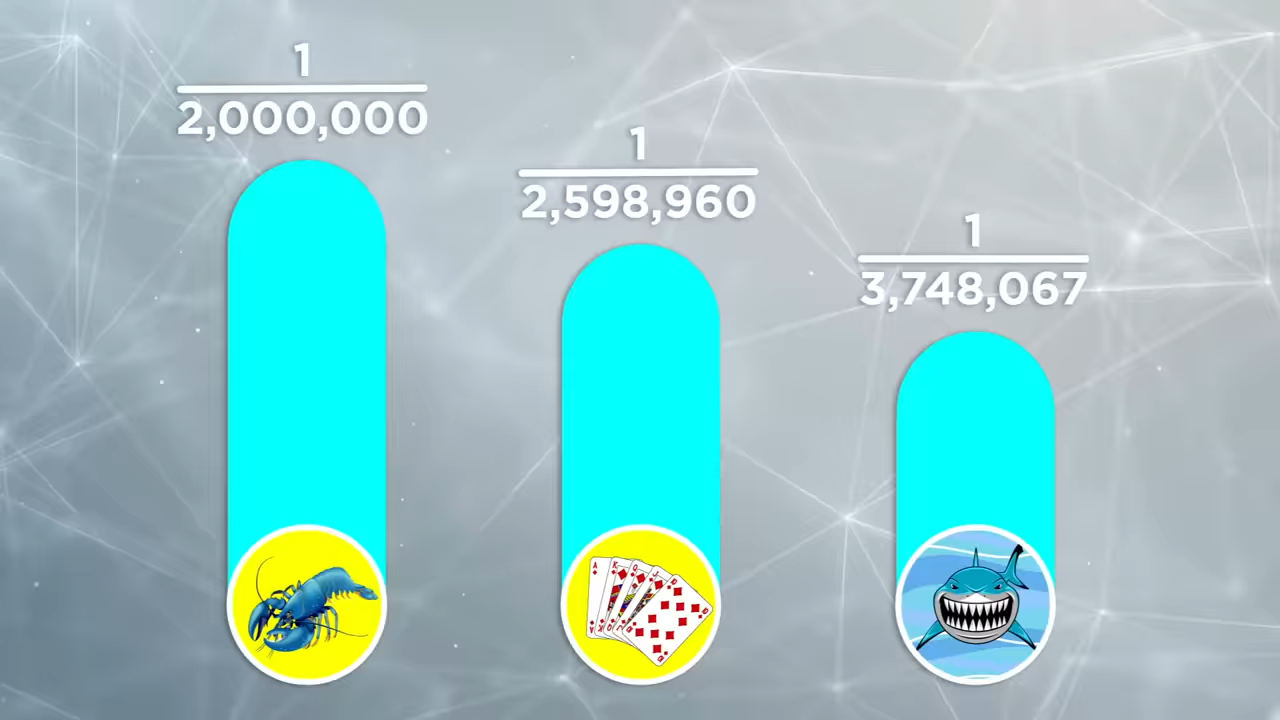 1
2,000,000
1
2,598,960
1
3,748,067
A
K
Q
J